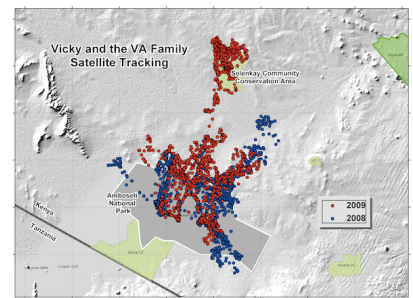 Vicky and the VA Family
Satellite Tracking
Selenkay Community
Conservation Area
Amboseli
National
Park
Kenya
Tanzania
2009
2008